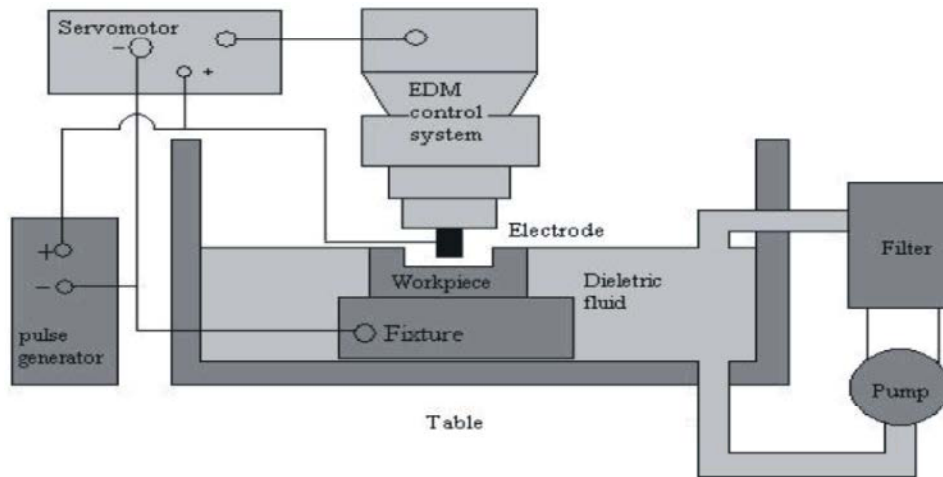 Servomotor
−
+
EDM
control
system
Electrode
+
−
pulse
generator
Workpiece
Dieletric
fluid
Fixture
Filter
Pump
Table